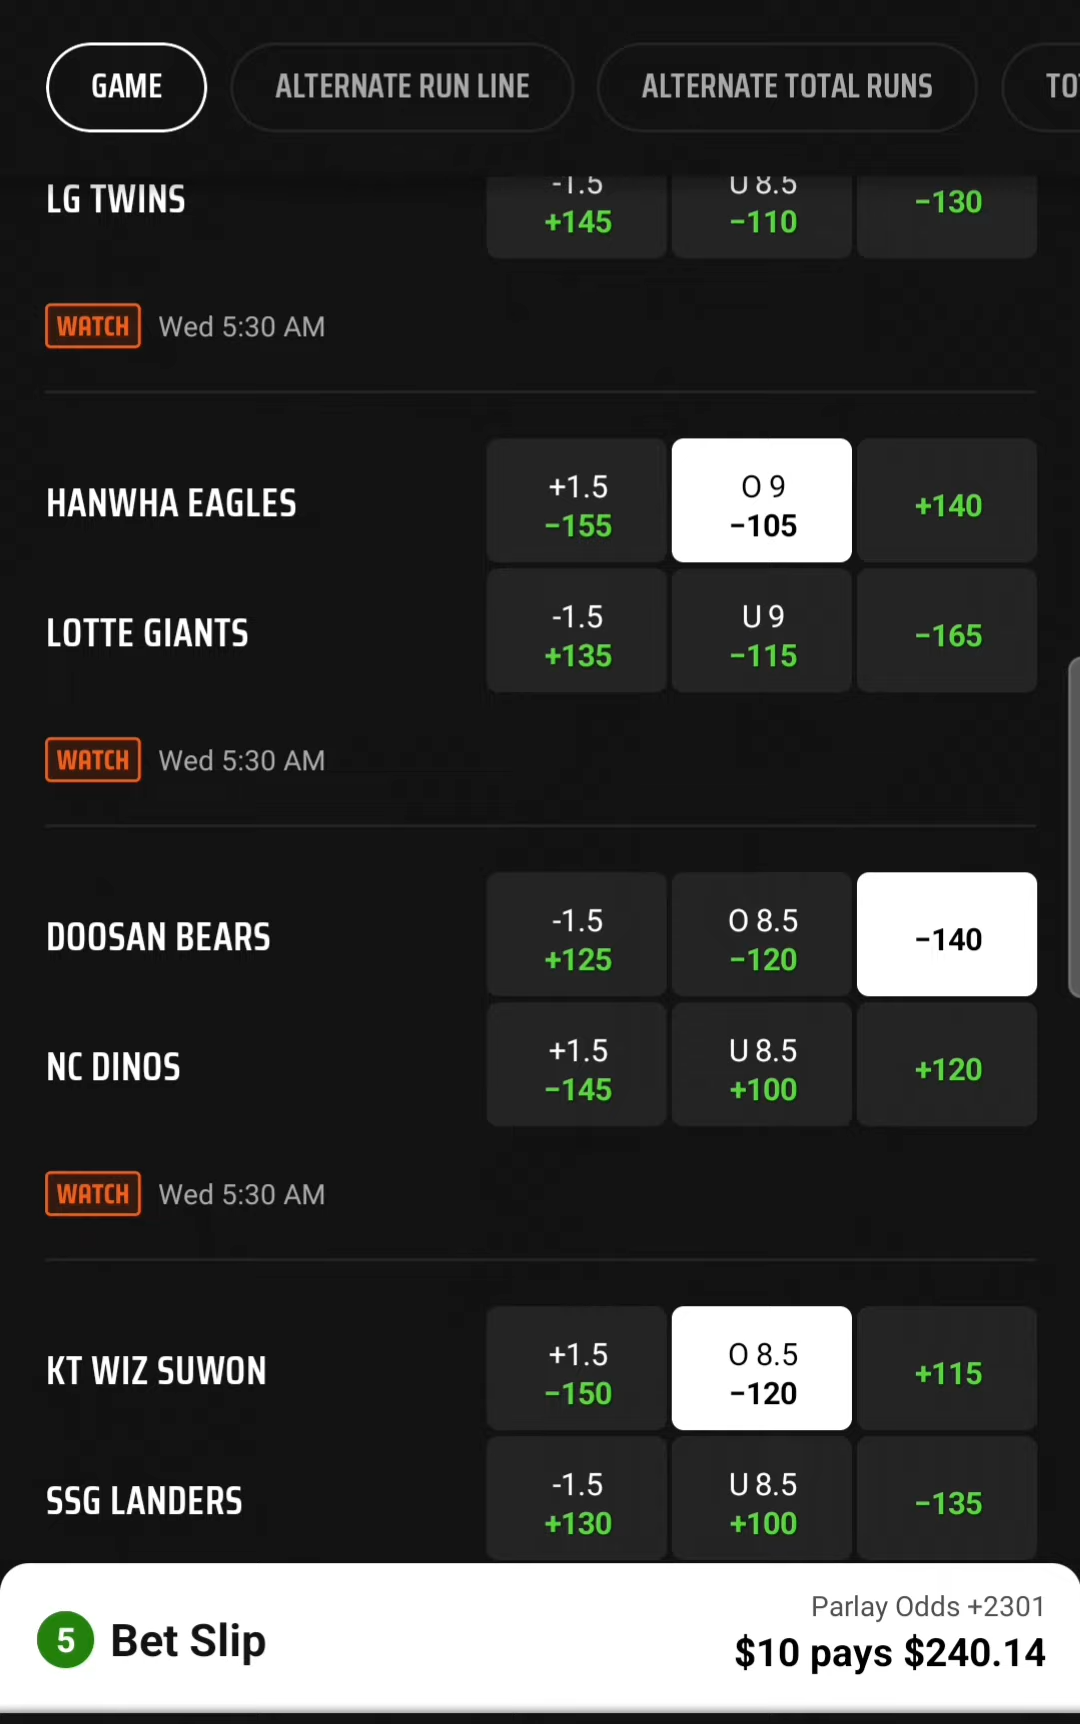 GAME ALTERNATE RUN LINE ALTERNATE TOTAL RUNS TO
LG TWINS -1.5 U 8.5 −130
+145 −110
WATCH Wed 5:30 AM
HANWHA EAGLES +1.5 O 9 +140
−155 −105
LOTTE GIANTS -1.5 U 9 −165
+135 −115
WATCH Wed 5:30 AM
DOOSAN BEARS -1.5 O 8.5 −140
+125 −120
NC DINOS +1.5 U 8.5 +120
−145 +100
WATCH Wed 5:30 AM
KT WIZ SUWON +1.5 O 8.5 +115
−150 −120
SSG LANDERS -1.5 U 8.5 −135
+130 +100
5 Bet Slip
Parlay Odds +2301
$10 pays $240.14